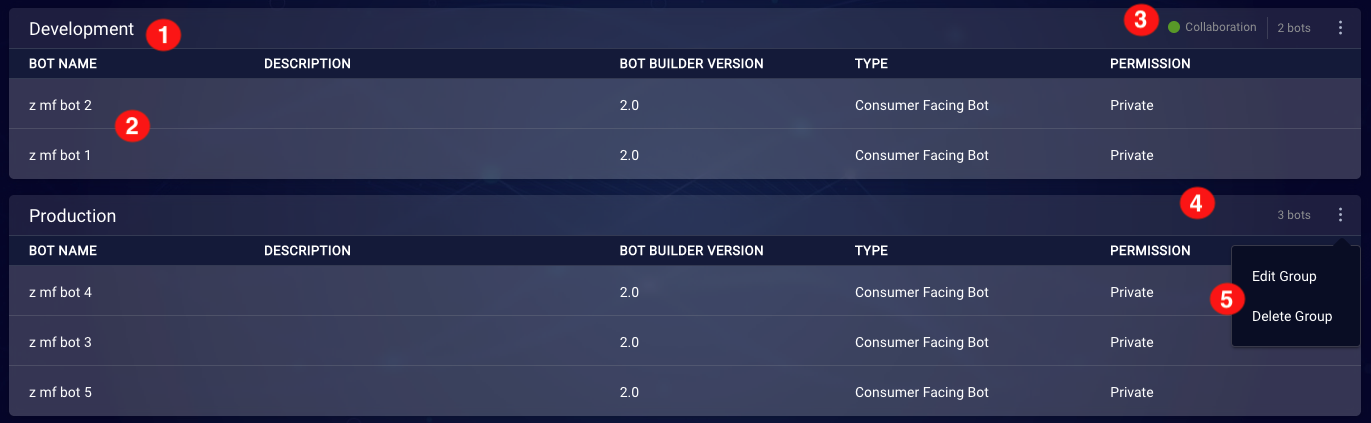 Development 1 3 Collaboration 2 bots
BOT NAME DESCRIPTION BOT BUILDER VERSION TYPE PERMISSION
z mf bot 2 2.0 Consumer Facing Bot Private
2
z mf bot 1 2.0 Consumer Facing Bot Private
Production 4 3 bots
BOT NAME DESCRIPTION BOT BUILDER VERSION TYPE PERMISSION
Edit Group
z mf bot 4 2.0 Consumer Facing Bot Private 5
Delete Group
z mf bot 3 2.0 Consumer Facing Bot Private
z mf bot 5 2.0 Consumer Facing Bot Private